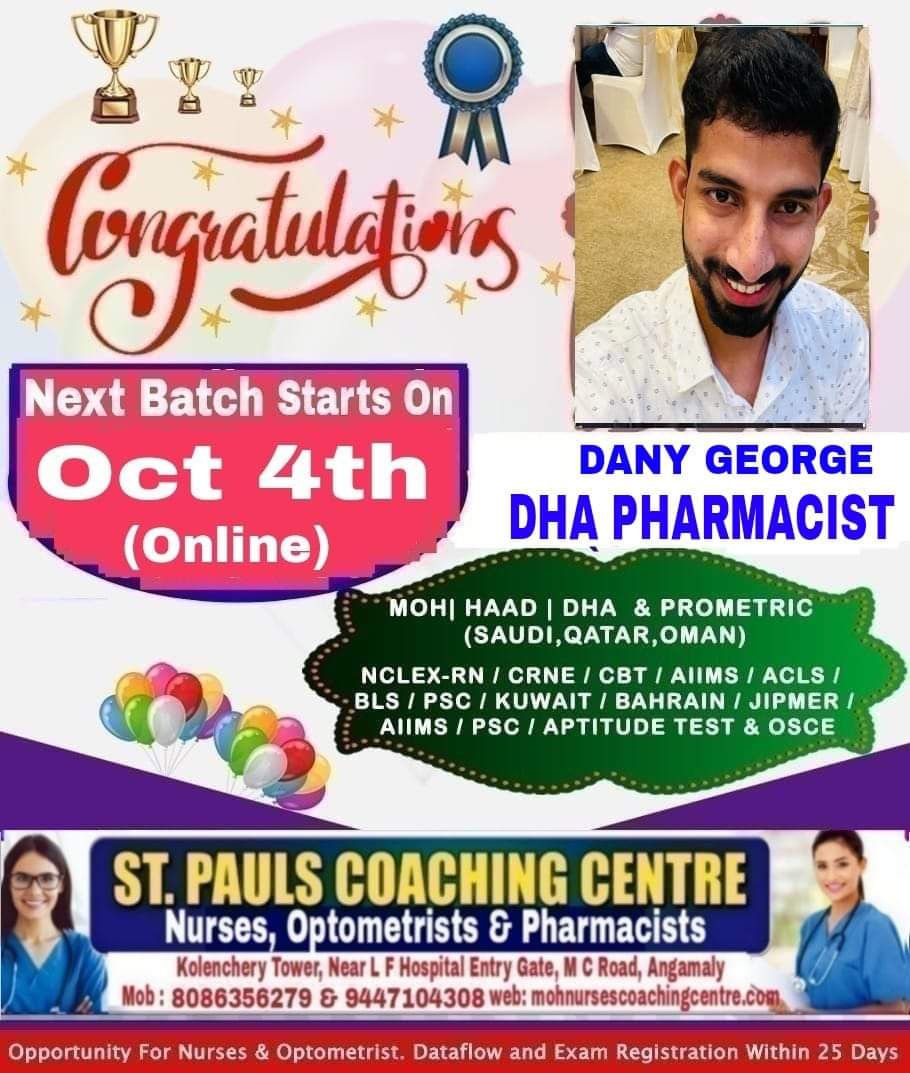 Congratulations
Next Batch Starts On
Oct 4th
(Online)
DANY GEORGE
DHA PHARMACIST
MOH| HAAD | DHA & PROMETRIC
(SAUDI,QATAR,OMAN)
NCLEX-RN / CRNE / CBT / AIIMS / ACLS /
BLS / PSC / KUWAIT / BAHRAIN / JIPMER /
AIIMS / PSC / APTITUDE TEST & OSCE
ST. PAULS COACHING CENTRE
Nurses, Optometrists & Pharmacists
Kolenchery Tower, Near L F Hospital Entry Gate, M C Road, Angamaly
Mob : 8086356279 & 9447104308 web: mohnursescoachingcentre.com
Opportunity For Nurses & Optometrist. Dataflow and Exam Registration Within 25 Days